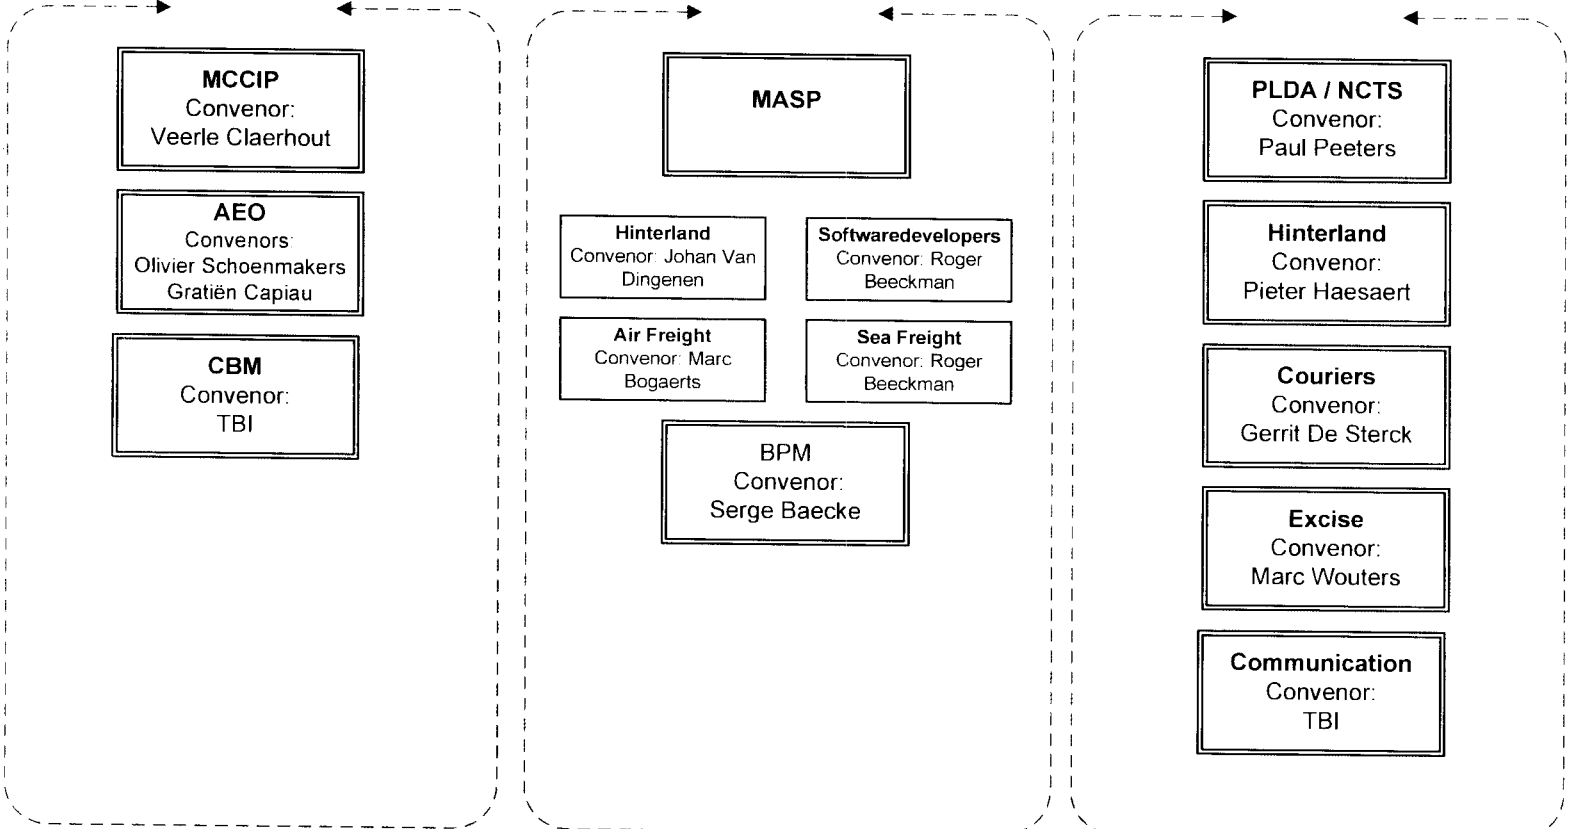 MCCIP
Convenor:
Veerle Claerhout
AEO
Convenors:
Olivier Schoenmakers
Gratiën Capiau
CBM
Convenor:
TBI
MASP
Hinterland
Convenor: Johan Van
Dingenen
Softwaredevelopers
Convenor: Roger
Beeckman
Air Freight
Convenor: Marc
Bogaerts
Sea Freight
Convenor: Roger
Beeckman
BPM
Convenor:
Serge Baecke
PLDA / NCTS
Convenor:
Paul Peeters
Hinterland
Convenor:
Pieter Haesaert
Couriers
Convenor:
Gerrit De Sterck
Excise
Convenor:
Marc Wouters
Communication
Convenor:
TBI